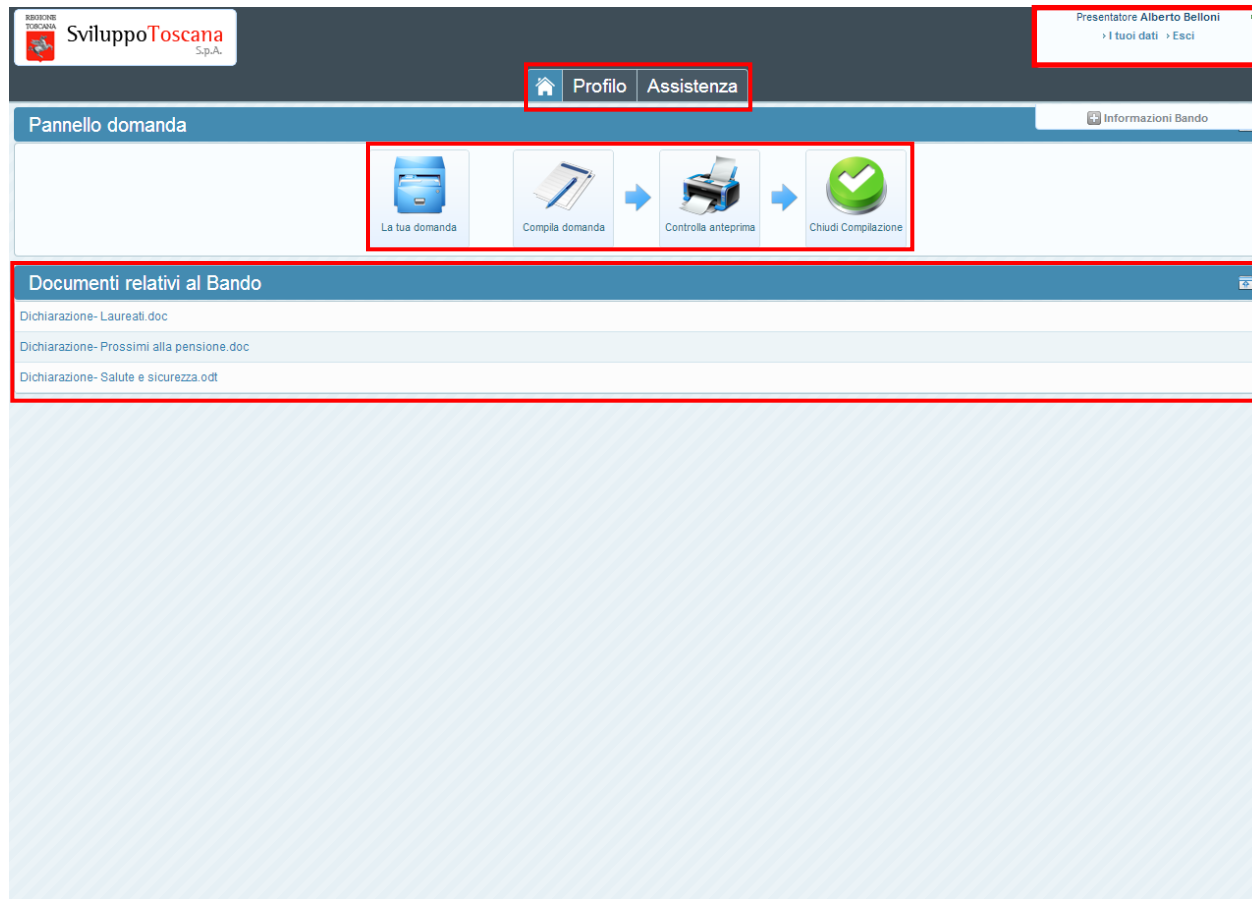 REGIONE
TOSCANA
SviluppoToscana
S.p.A.
Presentatore Alberto Belloni
› I tuoi dati › Esci
Profilo Assistenza
Pannello domanda
Informazioni Bando
La tua domanda
Compila domanda
Controlla anteprima
Chiudi Compilazione
Documenti relativi al Bando
Dichiarazione- Laureati.doc
Dichiarazione- Prossimi alla pensione.doc
Dichiarazione- Salute e sicurezza.odt